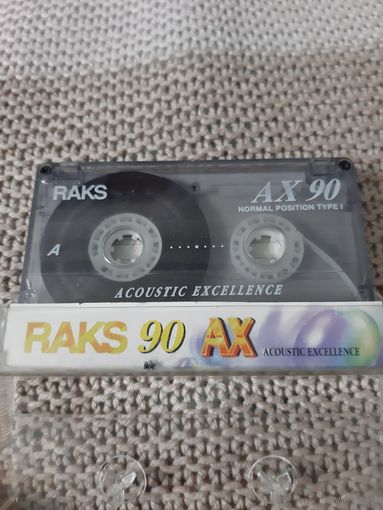 RAKS
AX 90
NORMAL POSITION TYPE I
A
ACOUSTIC EXCELLENCE
RAKS 90 AX ACOUSTIC EXCELLENCE